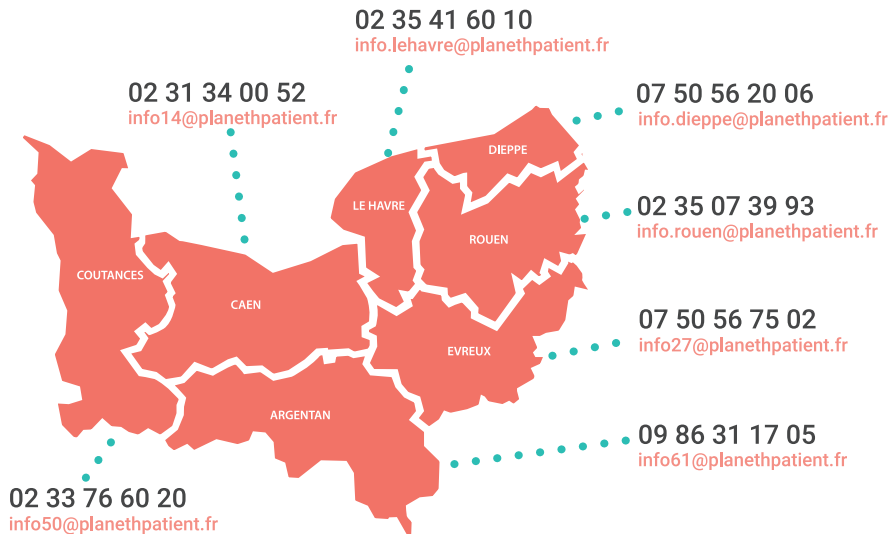 02 35 41 60 10
info.lehavre@planethpatient.fr
02 31 34 00 52
info14@planethpatient.fr
07 50 56 20 06
info.dieppe@planethpatient.fr
DIEPPE
LE HAVRE
02 35 07 39 93
info.rouen@planethpatient.fr
ROUEN
COUTANCES
CAEN
07 50 56 75 02
info27@planethpatient.fr
EVREUX
ARGENTAN
09 86 31 17 05
info61@planethpatient.fr
02 33 76 60 20
info50@planethpatient.fr